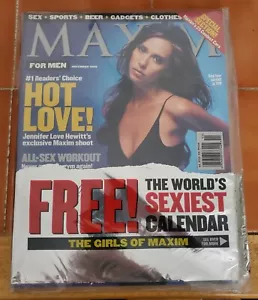 SEX • SPORTS • BEER • GADGETS • CLOTHES
SPECIAL
MAXIM
FOR MEN
#1 Readers' Choice
HOT
LOVE!
Jennifer Love Hewitt's
exclusive Maxim shoot
ALL-SEX WORKOUT
FREE!
THE WORLD'S
SEXIEST
CALENDAR
THE GIRLS OF MAXIM